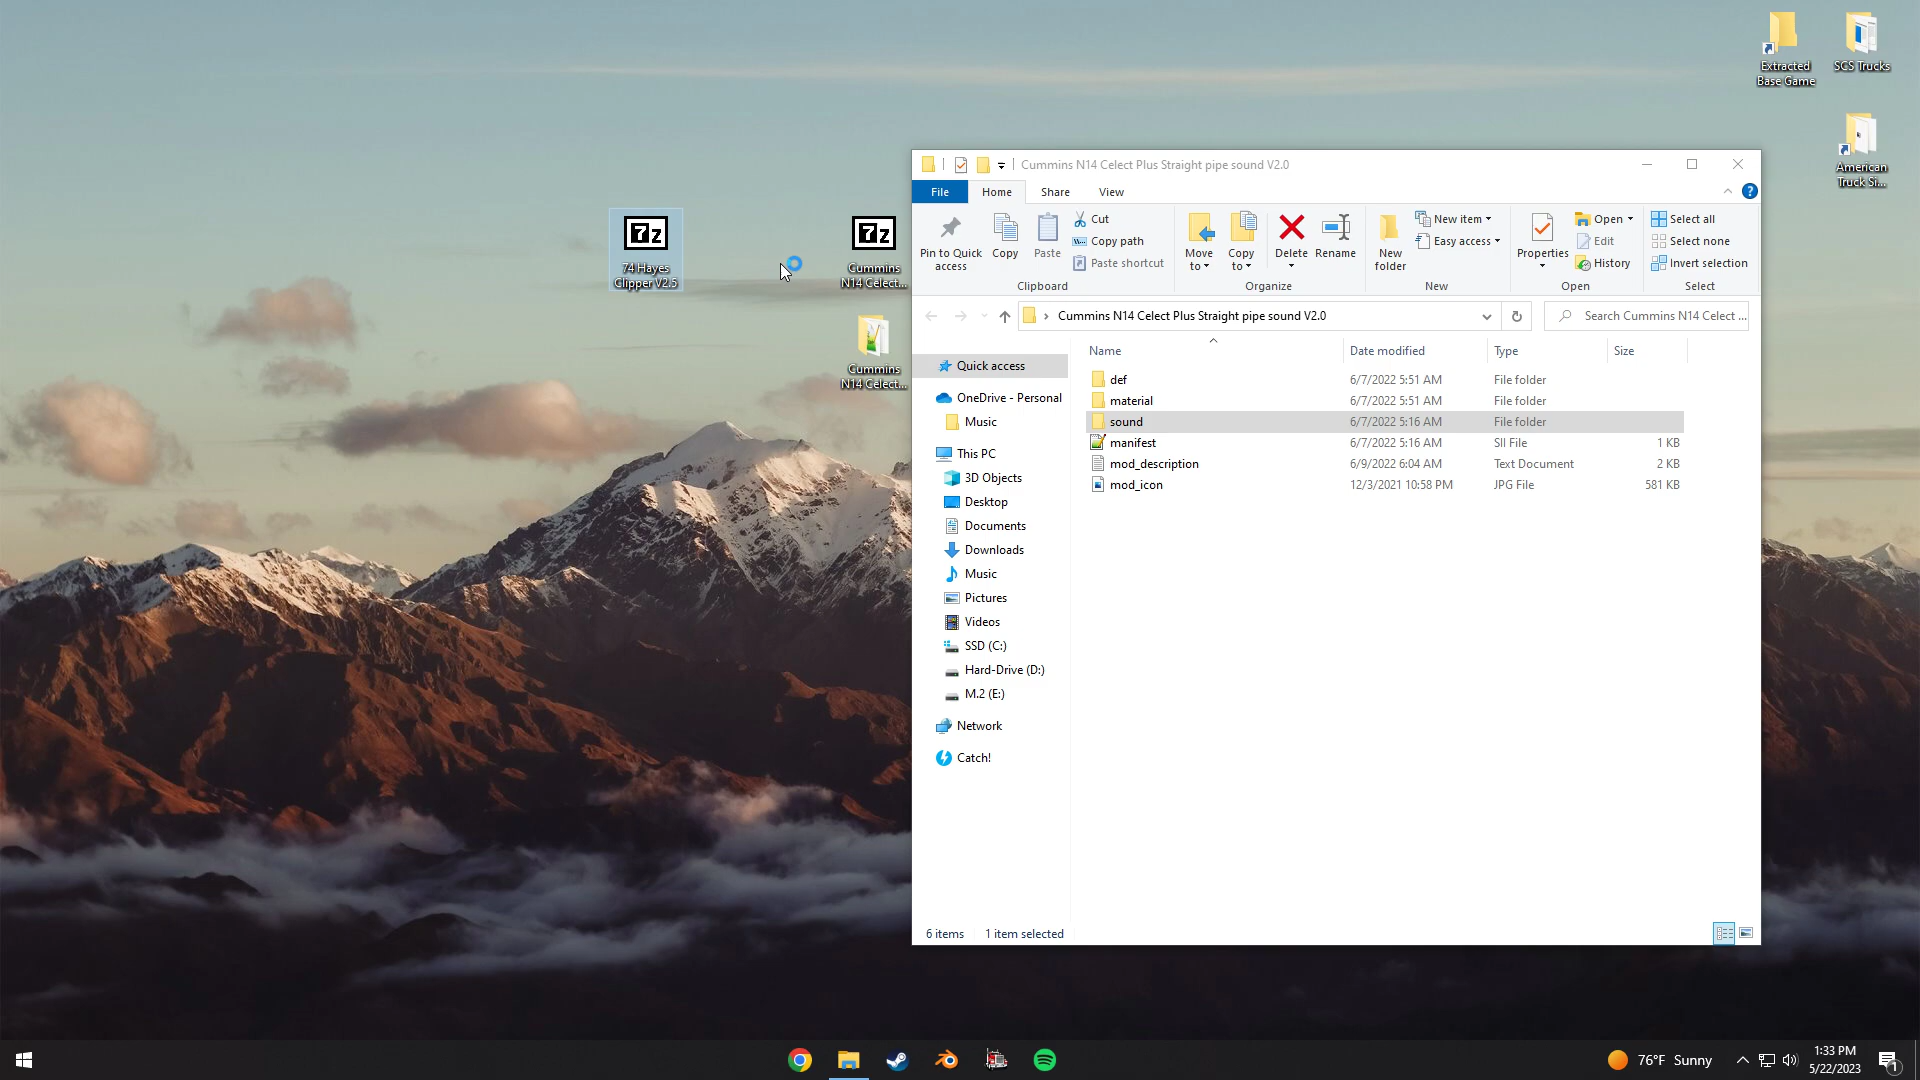 Extracted
Base Game
SCS Trucks
American
Truck Si...
74 Hayes
Clipper V2.5
Cummins
N14 Celect...
Cummins
N14 Celect...
Cummins N14 Celect Plus Straight pipe sound V2.0
File
Home
Share
View
Pin to Quick
access
Copy
Paste
Cut
Copy path
Paste shortcut
Clipboard
Move
to
Copy
to
Delete
Rename
Organize
New
folder
New item
Easy access
New
Properties
Open
Edit
History
Open
Select all
Select none
Invert selection
Select
Cummins N14 Celect Plus Straight pipe sound V2.0
Search Cummins N14 Celect ...
Quick access
OneDrive - Personal
Music
This PC
3D Objects
Desktop
Documents
Downloads
Music
Pictures
Videos
SSD (C:)
Hard-Drive (D:)
M.2 (E:)
Network
Catch!
Name Date modified Type Size
def 6/7/2022 5:51 AM File folder
material 6/7/2022 5:51 AM File folder
sound 6/7/2022 5:16 AM File folder
manifest 6/7/2022 5:16 AM SII File 1 KB
mod_description 6/9/2022 6:04 AM Text Document 2 KB
mod_icon 12/3/2021 10:58 PM JPG File 581 KB
6 items 1 item selected
76°F Sunny
1:33 PM
5/22/2023
1